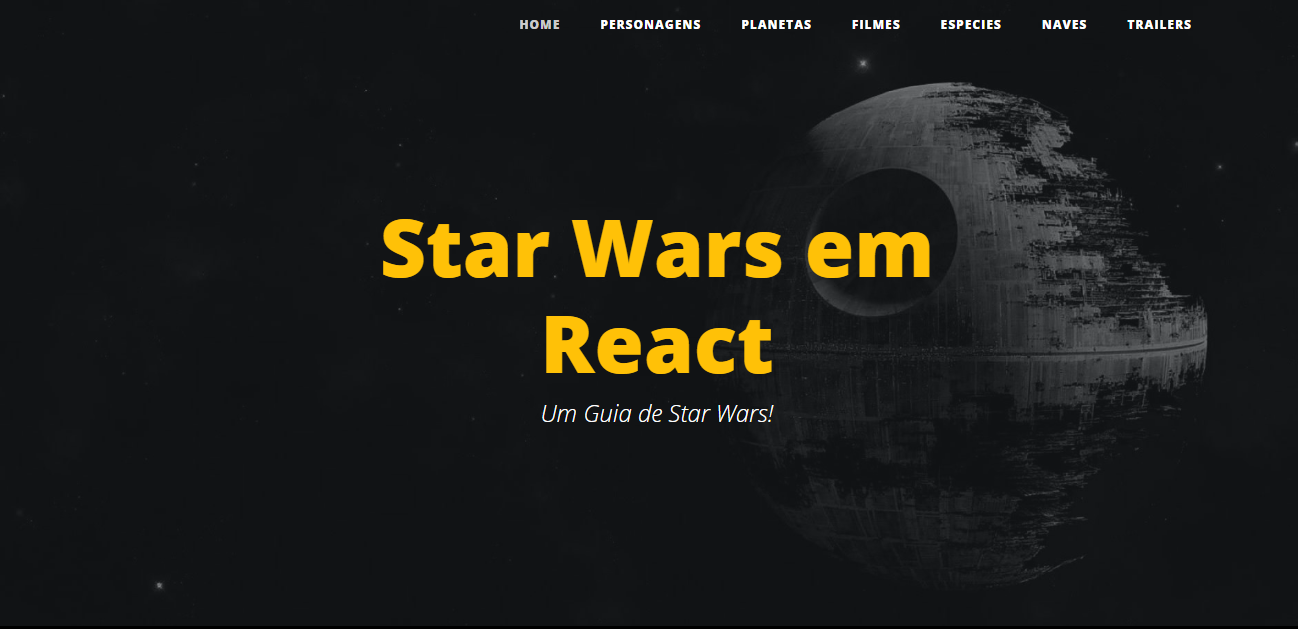 HOME PERSONAGENS PLANETAS FILMES ESPECIES NAVES TRAILERS
Star Wars em
React
Um Guia de Star Wars!